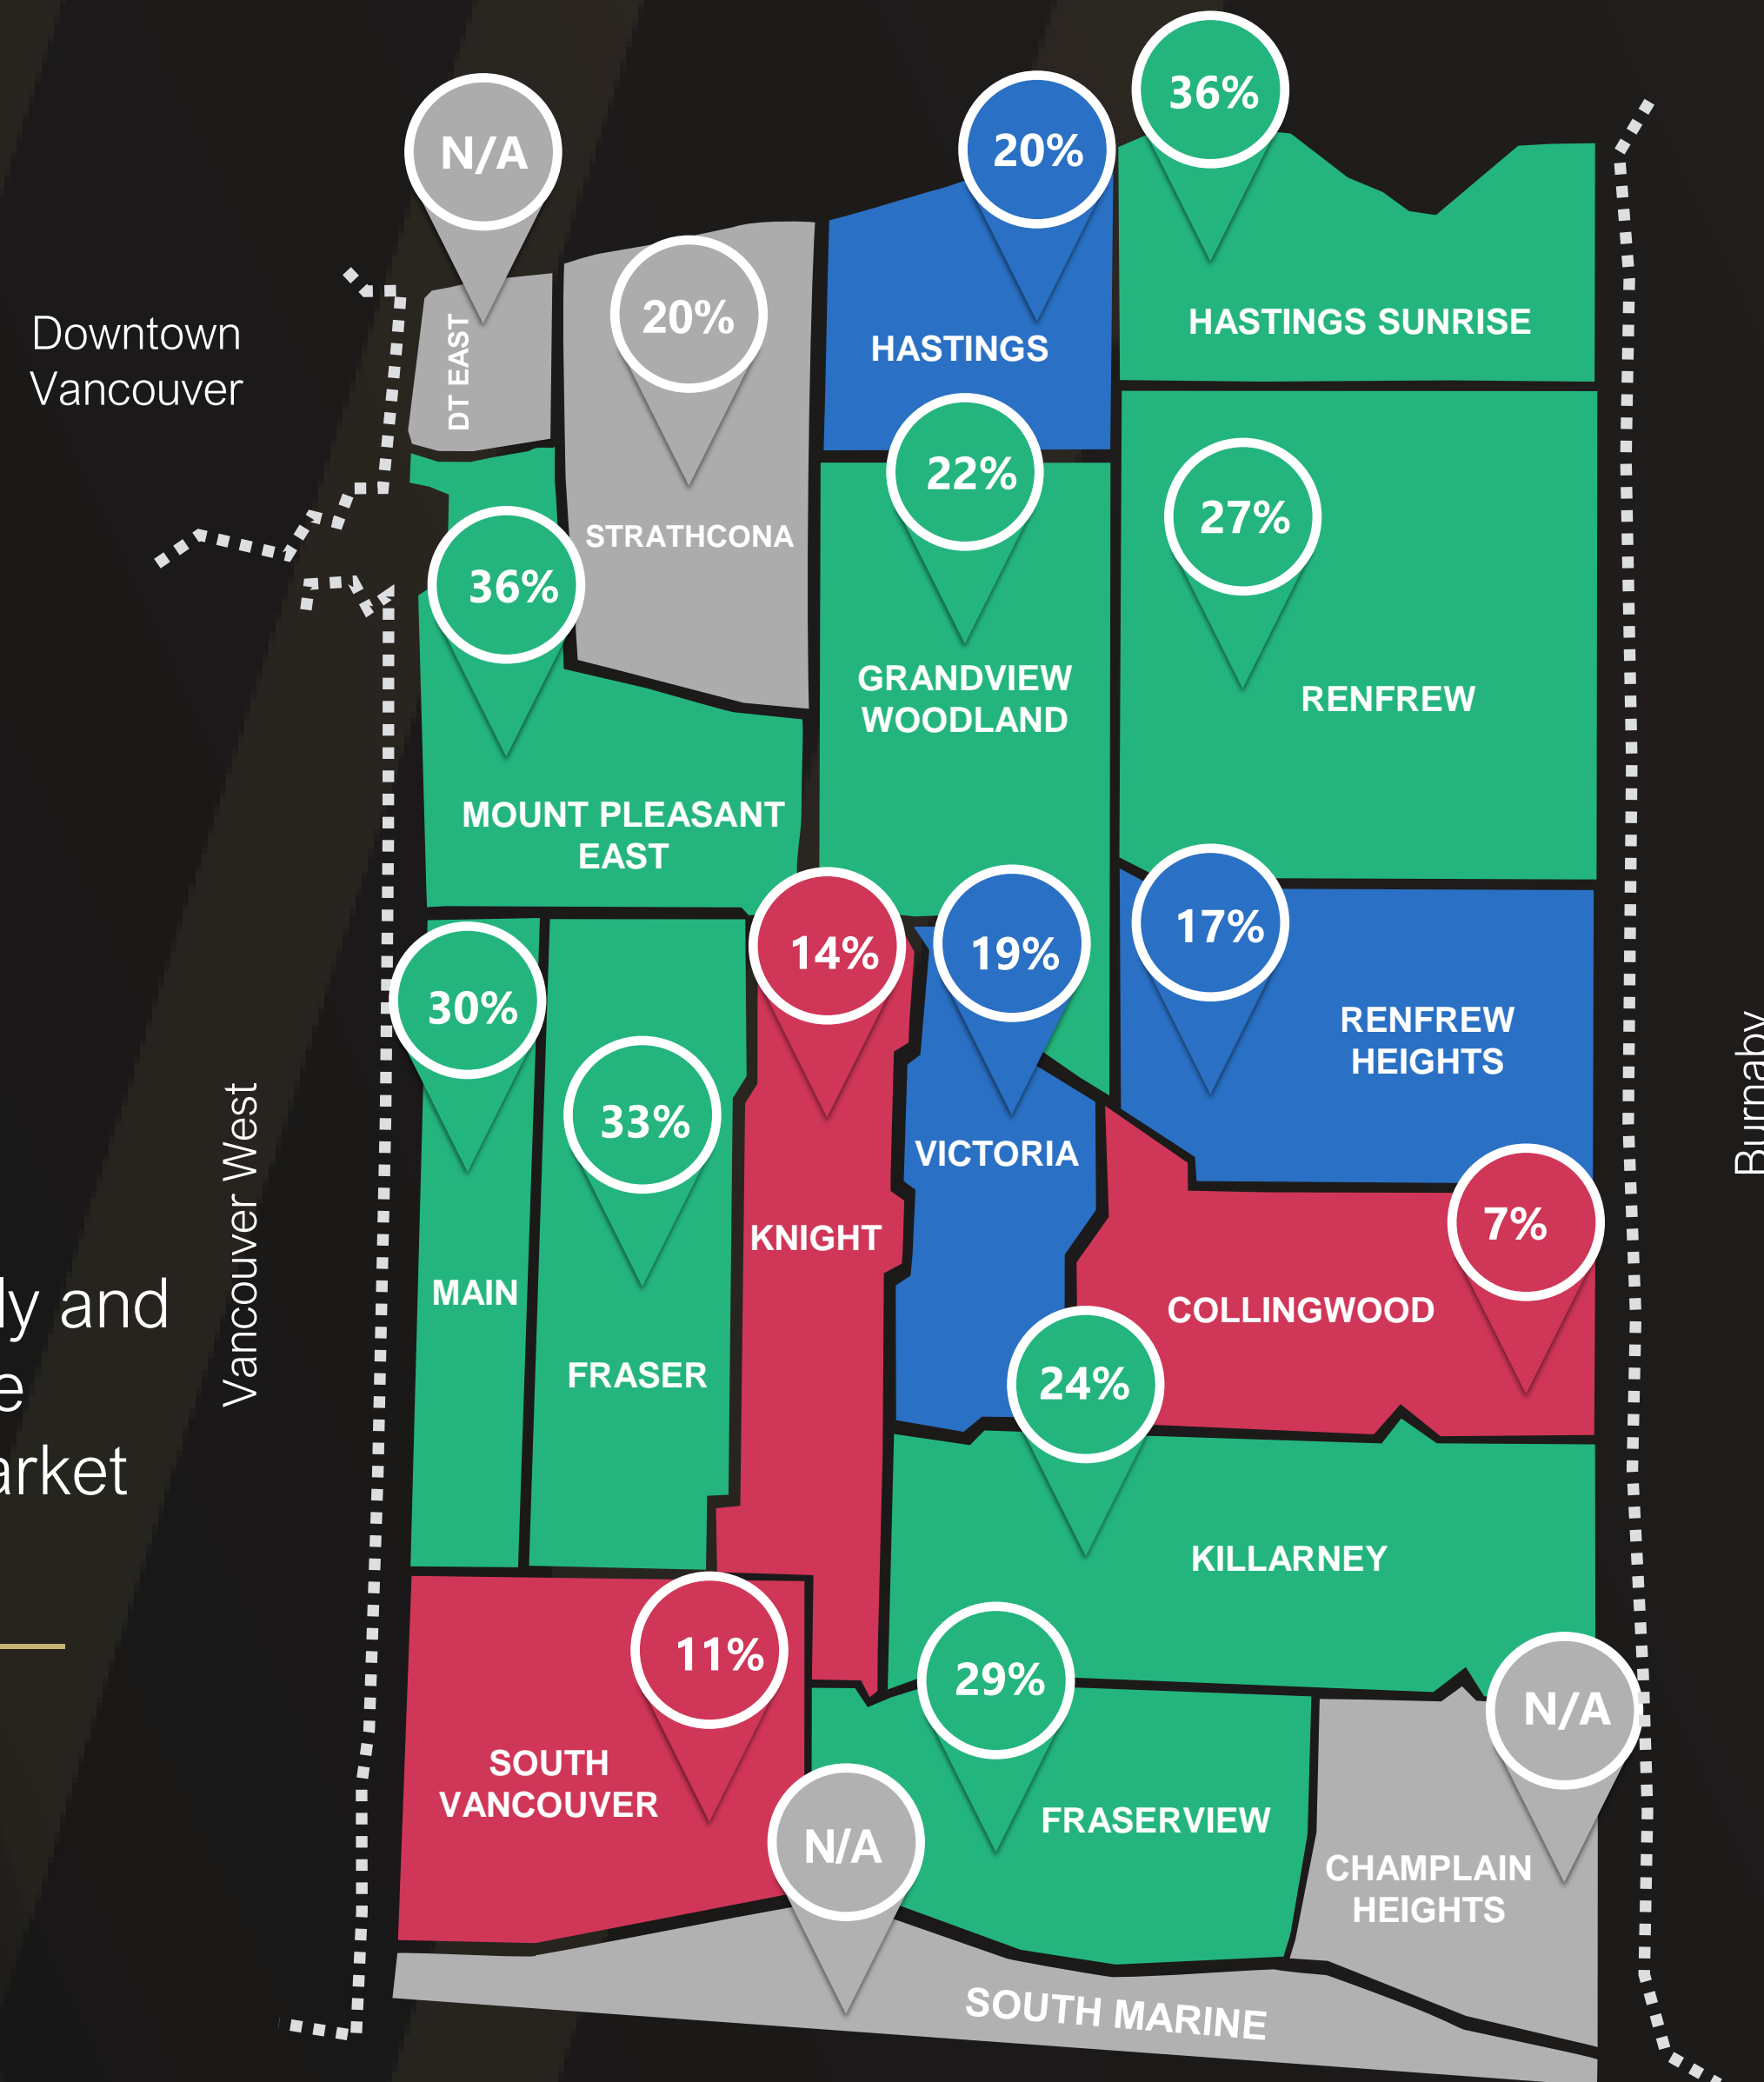 36%
20%
N/A
20%
Downtown
Vancouver
DT EAST
HASTINGS
HASTINGS SUNRISE
22%
27%
STRATHCONA
36%
GRANDVIEW
WOODLAND
RENFREW
MOUNT PLEASANT
EAST
14%
19%
17%
30%
RENFREW
HEIGHTS
33%
Vancouver West
Burnaby
VICTORIA
7%
KNIGHT
MAIN
COLLINGWOOD
and
FRASER
24%
KILLARNEY
11%
29%
N/A
SOUTH
VANCOUVER
FRASERVIEW
N/A
CHAMPLAIN
HEIGHTS
SOUTH MARINE